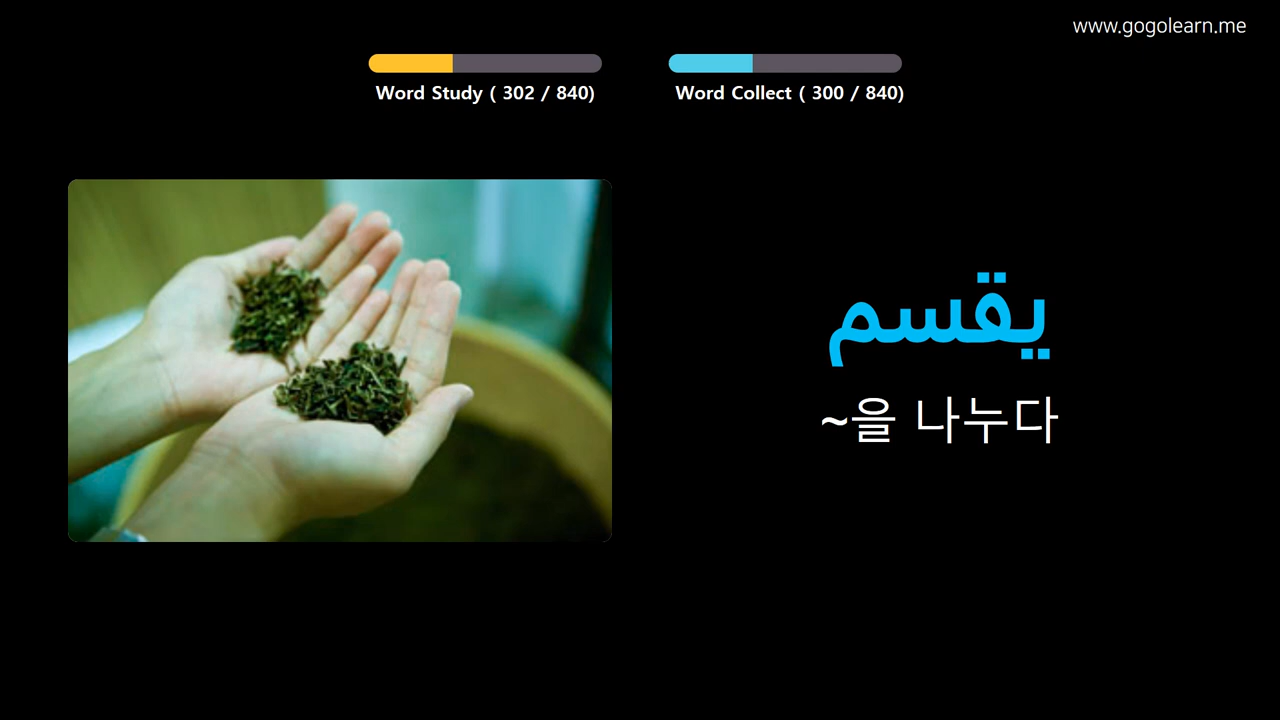 www.gogolearn.me
Word Study ( 302 / 840)
Word Collect ( 300 / 840)
يقسم
~을 나누다